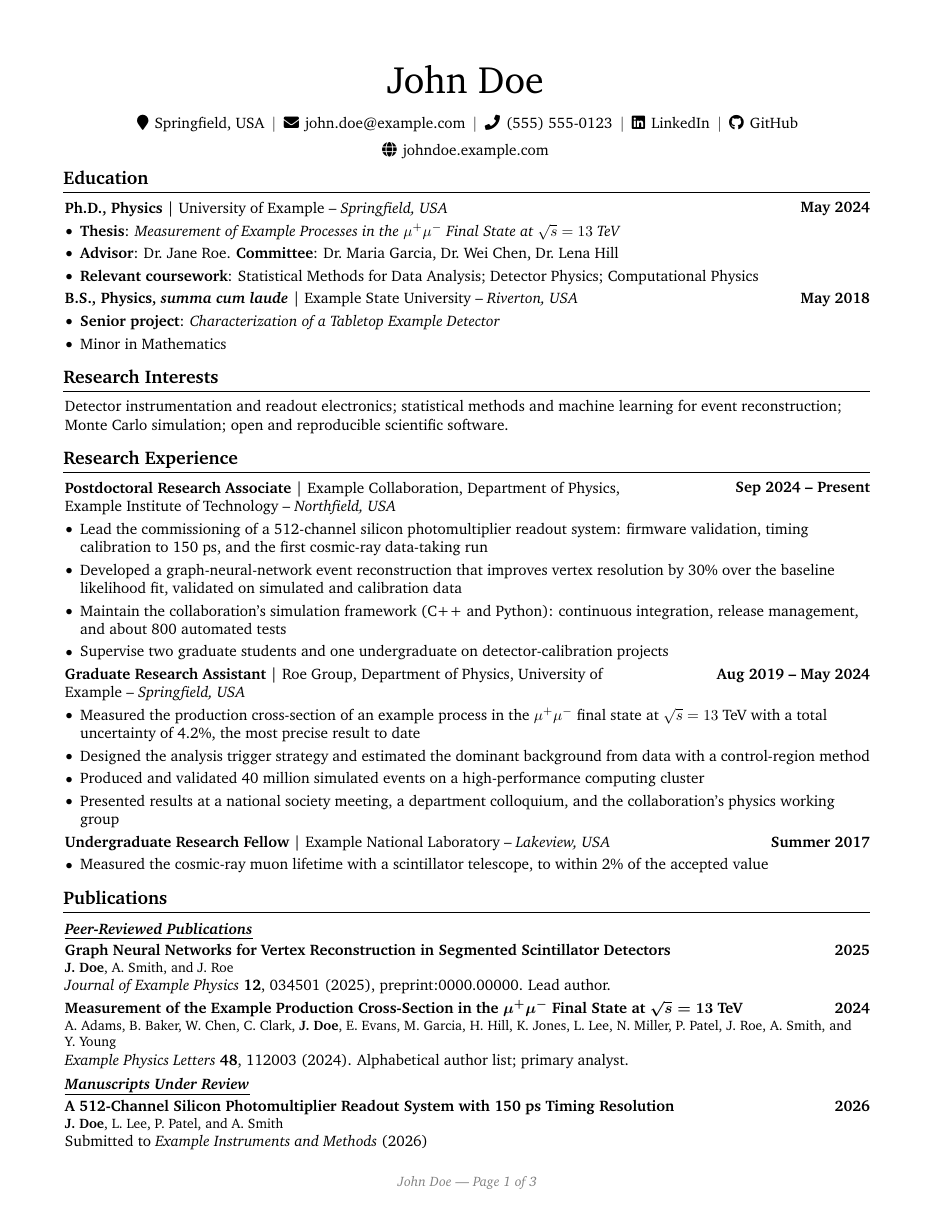 John Doe
Springfield, USA | john.doe@example.com | (555) 555-0123 | LinkedIn | GitHub
johndoe.example.com
Education
Ph.D., Physics | University of Example – Springfield, USA May 2024
• Thesis: Measurement of Example Processes in the μ⁺μ⁻ Final State at √s = 13 TeV
• Advisor: Dr. Jane Roe. Committee: Dr. Maria Garcia, Dr. Wei Chen, Dr. Lena Hill
• Relevant coursework: Statistical Methods for Data Analysis; Detector Physics; Computational Physics
B.S., Physics, summa cum laude | Example State University – Riverton, USA May 2018
• Senior project: Characterization of a Tabletop Example Detector
• Minor in Mathematics
Research Interests
Detector instrumentation and readout electronics; statistical methods and machine learning for event reconstruction;
Monte Carlo simulation; open and reproducible scientific software.
Research Experience
Postdoctoral Research Associate | Example Collaboration, Department of Physics, Sep 2024 – Present
Example Institute of Technology – Northfield, USA
• Lead the commissioning of a 512-channel silicon photomultiplier readout system: firmware validation, timing
calibration to 150 ps, and the first cosmic-ray data-taking run
• Developed a graph-neural-network event reconstruction that improves vertex resolution by 30% over the baseline
likelihood fit, validated on simulated and calibration data
• Maintain the collaboration's simulation framework (C++ and Python): continuous integration, release management,
and about 800 automated tests
• Supervise two graduate students and one undergraduate on detector-calibration projects
Graduate Research Assistant | Roe Group, Department of Physics, University of Aug 2019 – May 2024
Example – Springfield, USA
• Measured the production cross-section of an example process in the μ⁺μ⁻ final state at √s = 13 TeV with a total
uncertainty of 4.2%, the most precise result to date
• Designed the analysis trigger strategy and estimated the dominant background from data with a control-region method
• Produced and validated 40 million simulated events on a high-performance computing cluster
• Presented results at a national society meeting, a department colloquium, and the collaboration's physics working
group
Undergraduate Research Fellow | Example National Laboratory – Lakeview, USA Summer 2017
• Measured the cosmic-ray muon lifetime with a scintillator telescope, to within 2% of the accepted value
Publications
Peer-Reviewed Publications
Graph Neural Networks for Vertex Reconstruction in Segmented Scintillator Detectors 2025
J. Doe, A. Smith, and J. Roe
Journal of Example Physics 12, 034501 (2025), preprint:0000.00000. Lead author.
Measurement of the Example Production Cross-Section in the μ⁺μ⁻ Final State at √s = 13 TeV 2024
A. Adams, B. Baker, W. Chen, C. Clark, J. Doe, E. Evans, M. Garcia, H. Hill, K. Jones, L. Lee, N. Miller, P. Patel, J. Roe, A. Smith, and
Y. Young
Example Physics Letters 48, 112003 (2024). Alphabetical author list; primary analyst.
Manuscripts Under Review
A 512-Channel Silicon Photomultiplier Readout System with 150 ps Timing Resolution 2026
J. Doe, L. Lee, P. Patel, and A. Smith
Submitted to Example Instruments and Methods (2026)
John Doe — Page 1 of 3